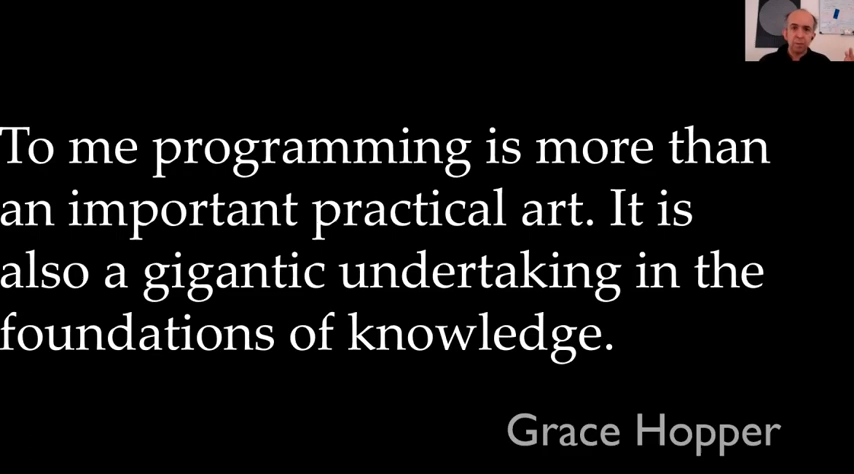 To me programming is more than
an important practical art. It is
also a gigantic undertaking in the
foundations of knowledge.
Grace Hopper